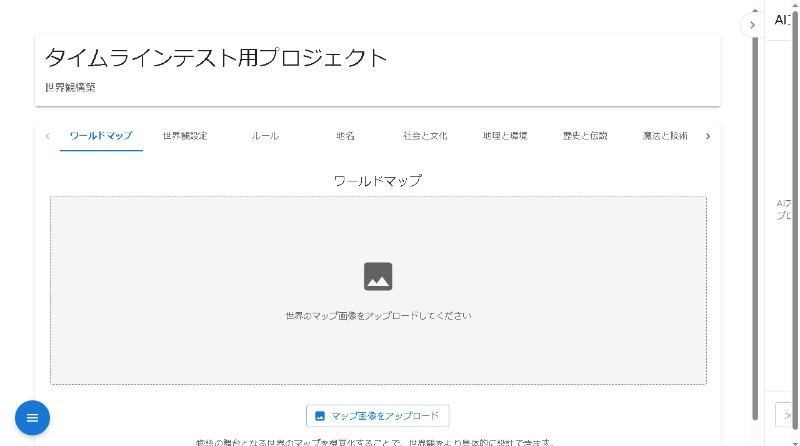 AI
タイムラインテスト用プロジェクト
世界観構築
ワールドマップ
世界観設定
ルール
地名
社会と文化
地理と環境
歴史と伝説
魔法と技術
ワールドマップ
世界のマップ画像をアップロードしてください
AIア
プロ
マップ画像をアップロード
物語の舞台となる世界のマップを視覚化することで、世界観をより具体的に設計できます。